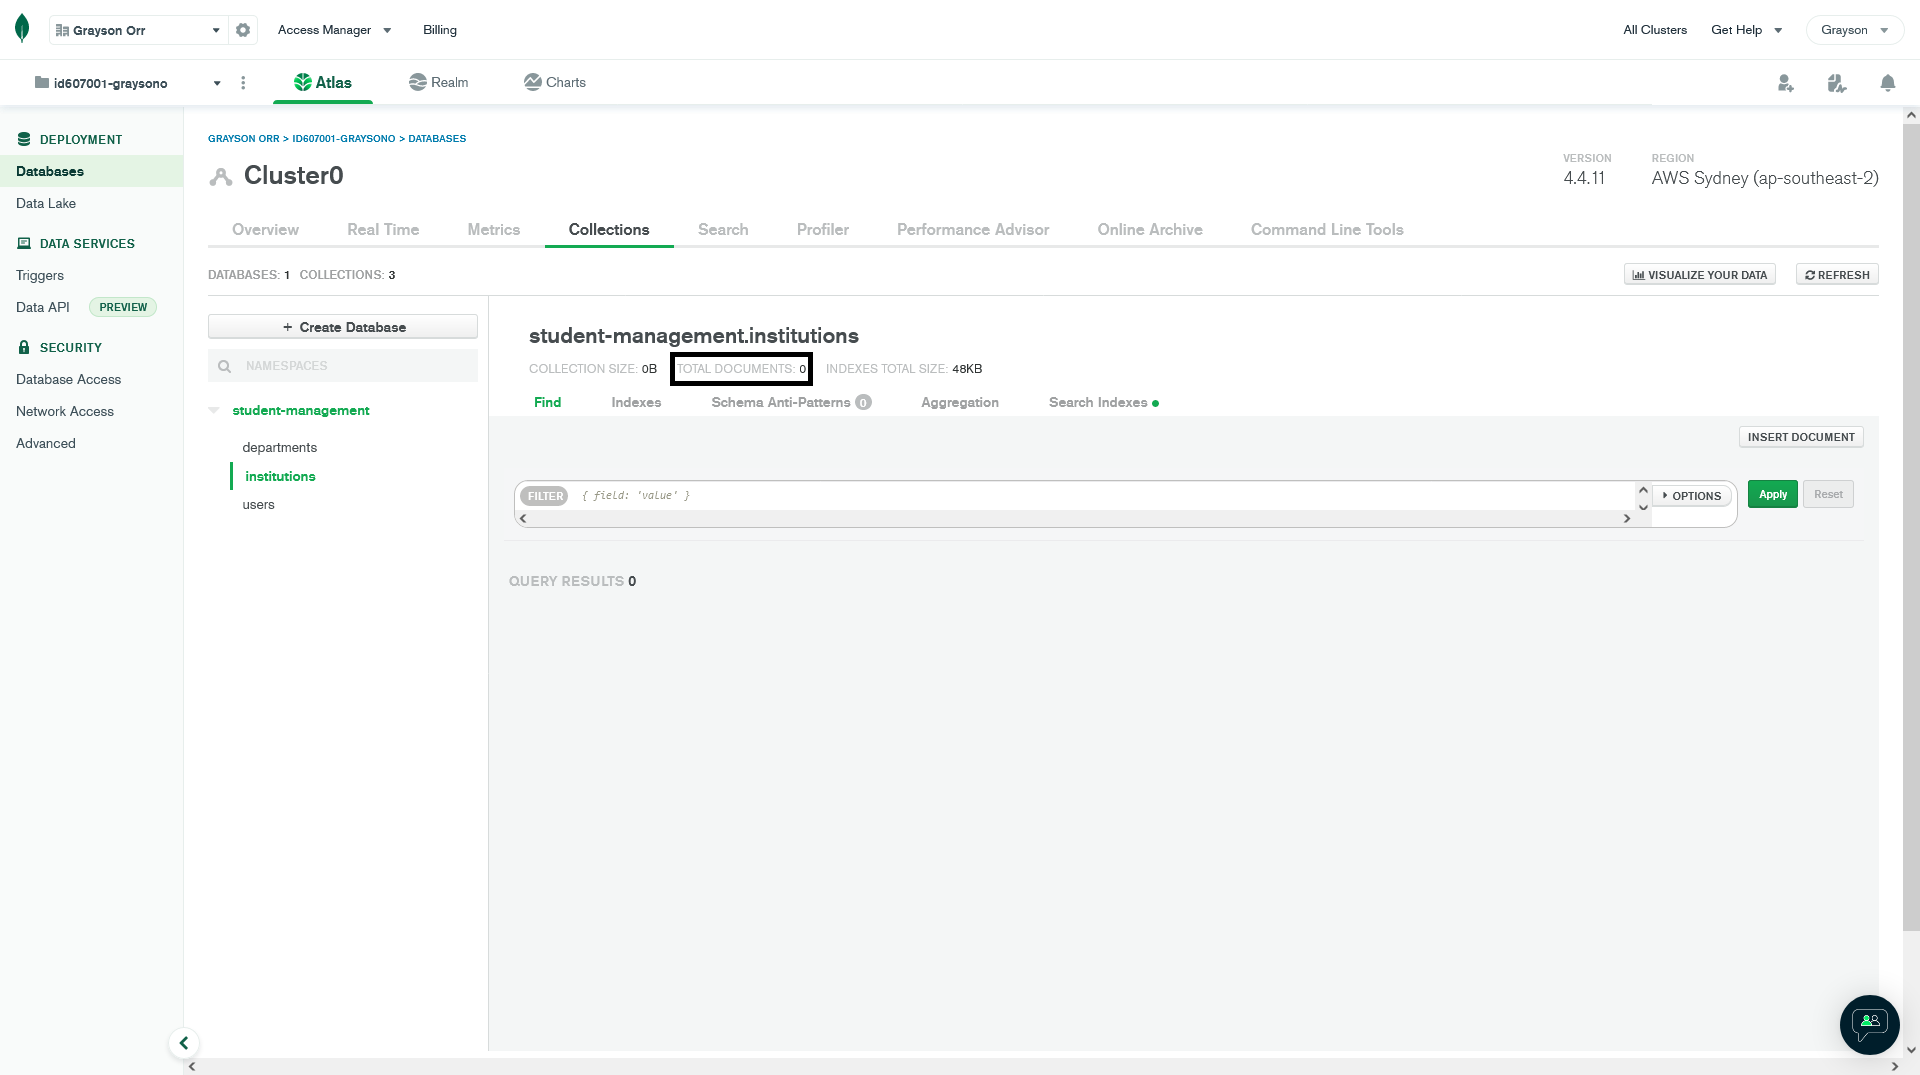 Grayson Orr
Access Manager
Billing
All Clusters
Get Help
Grayson
id607001-graysono
Atlas
Realm
Charts
DEPLOYMENT
Databases
Data Lake
DATA SERVICES
Triggers
Data API PREVIEW
SECURITY
Database Access
Network Access
Advanced
GRAYSON ORR > ID607001-GRAYSONO > DATABASES
Cluster0
VERSION
4.4.11
REGION
AWS Sydney (ap-southeast-2)
Overview
Real Time
Metrics
Collections
Search
Profiler
Performance Advisor
Online Archive
Command Line Tools
DATABASES: 1 COLLECTIONS: 3
VISUALIZE YOUR DATA
REFRESH
+ Create Database
NAMESPACES
student-management
departments
institutions
users
student-management.institutions
COLLECTION SIZE: 0B TOTAL DOCUMENTS: 0 INDEXES TOTAL SIZE: 48KB
Find
Indexes
Schema Anti-Patterns 0
Aggregation
Search Indexes
INSERT DOCUMENT
FILTER { field: 'value' }
OPTIONS
Apply
Reset
QUERY RESULTS 0